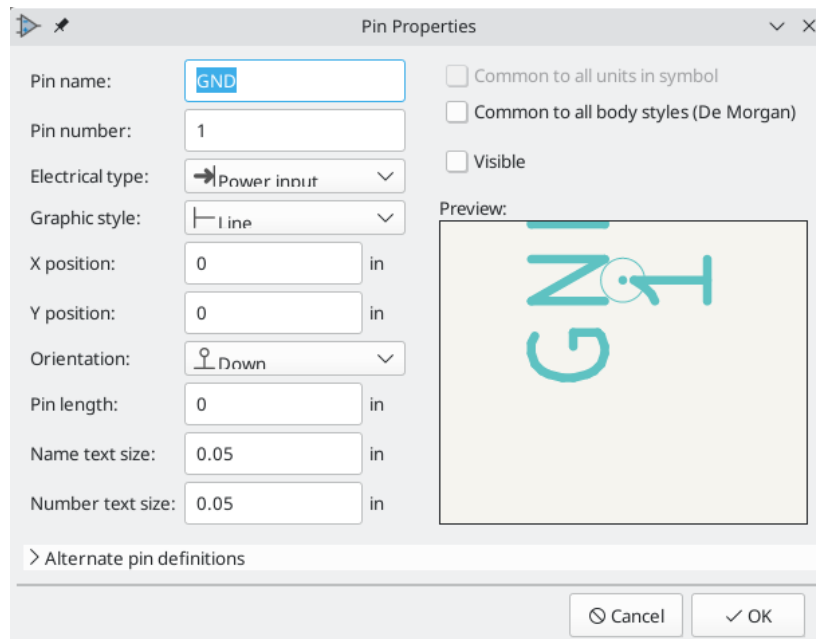 Pin Properties
Pin name:
GND
Pin number:
1
Electrical type:
Power input
Graphic style:
Line
X position:
0
in
Y position:
0
in
Orientation:
Down
Pin length:
0
in
Name text size:
0.05
in
Number text size:
0.05
in
Common to all units in symbol
Common to all body styles (De Morgan)
Visible
Preview:
GND
1
Alternate pin definitions
Cancel
OK